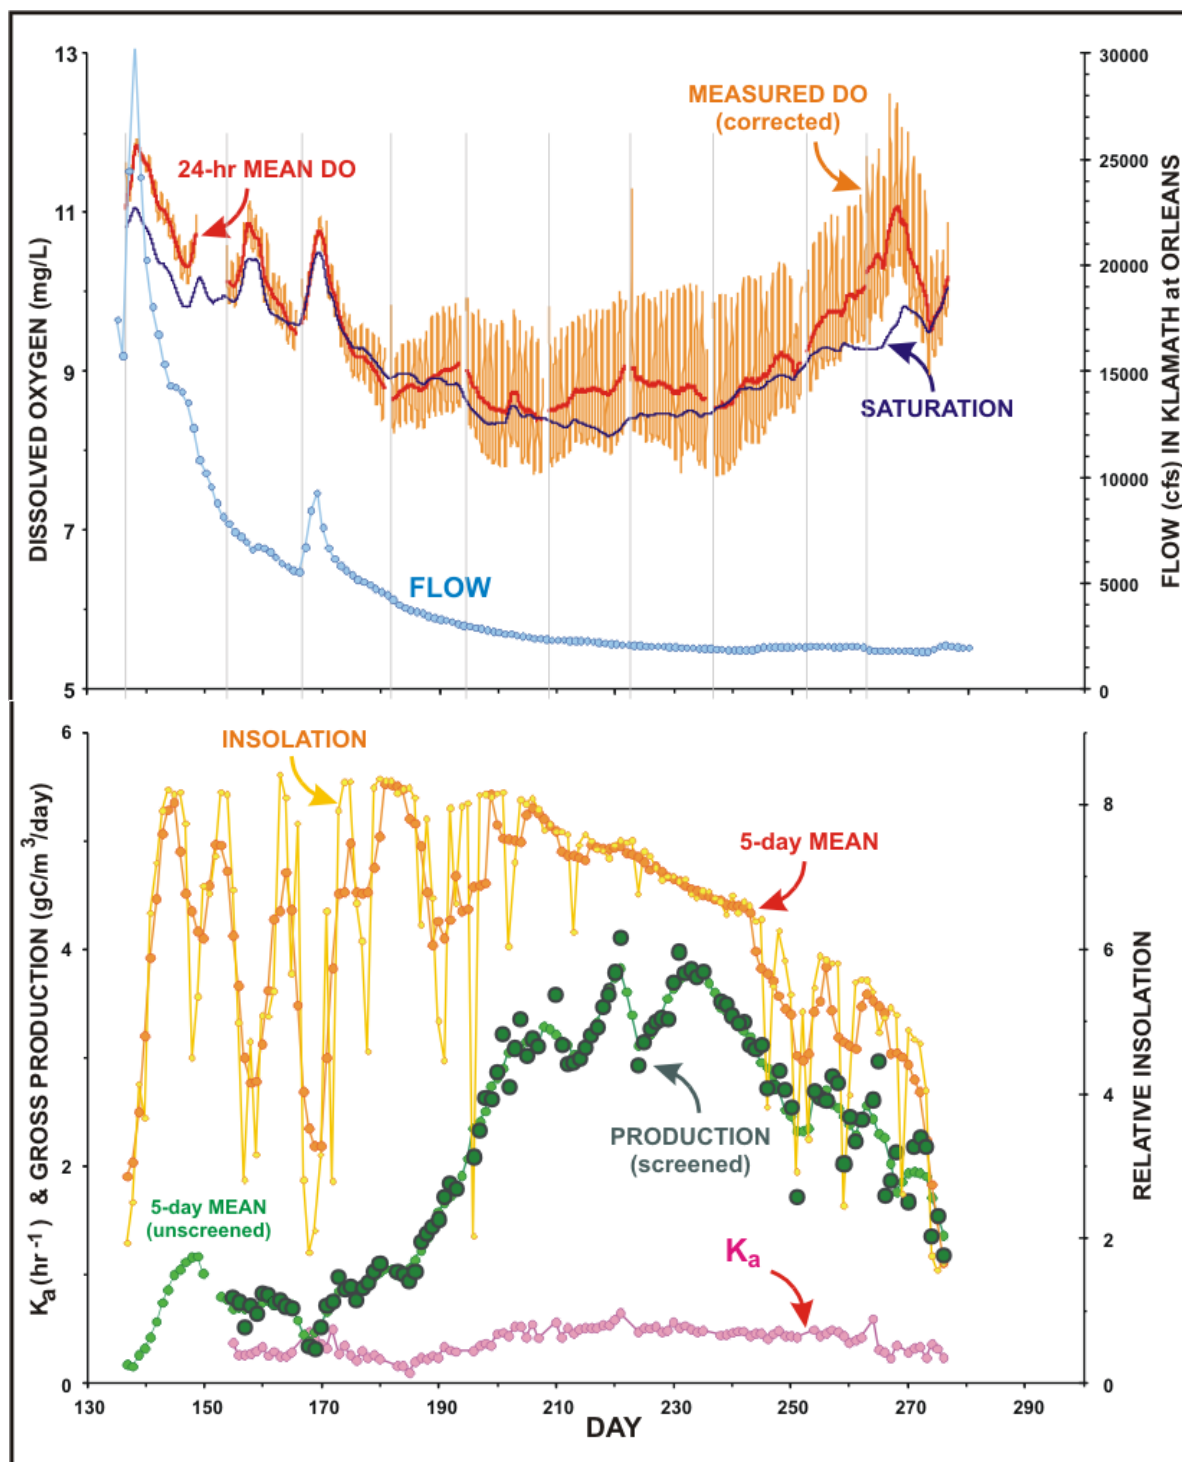 13
11
9
7
5
DISSOLVED OXYGEN (mg/L)
24-hr MEAN DO
MEASURED DO
(corrected)
SATURATION
FLOW
30000
25000
20000
15000
10000
5000
0
FLOW (cfs) IN KLAMATH at ORLEANS
6
4
2
0
Ka (hr⁻¹) & GROSS PRODUCTION (gC/m³/day)
INSOLATION
5-day MEAN
PRODUCTION
(screened)
5-day MEAN
(unscreened)
Ka
8
6
4
2
0
RELATIVE INSOLATION
130
150
170
190
210
230
250
270
290
DAY